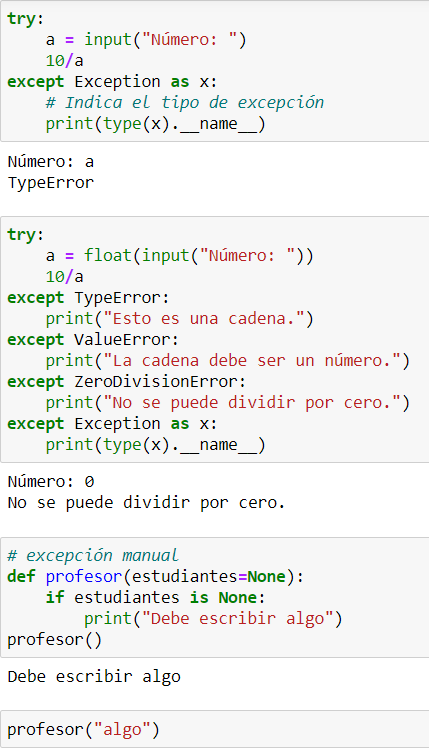 try:
    a = input("Número: ")
    10/a
except Exception as x:
    # Indica el tipo de excepción
    print(type(x).__name__)
Número: a
TypeError
try:
    a = float(input("Número: "))
    10/a
except TypeError:
    print("Esto es una cadena.")
except ValueError:
    print("La cadena debe ser un número.")
except ZeroDivisionError:
    print("No se puede dividir por cero.")
except Exception as x:
    print(type(x).__name__)
Número: 0
No se puede dividir por cero.
# excepción manual
def profesor(estudiantes=None):
    if estudiantes is None:
        print("Debe escribir algo")
profesor()
Debe escribir algo
profesor("algo")